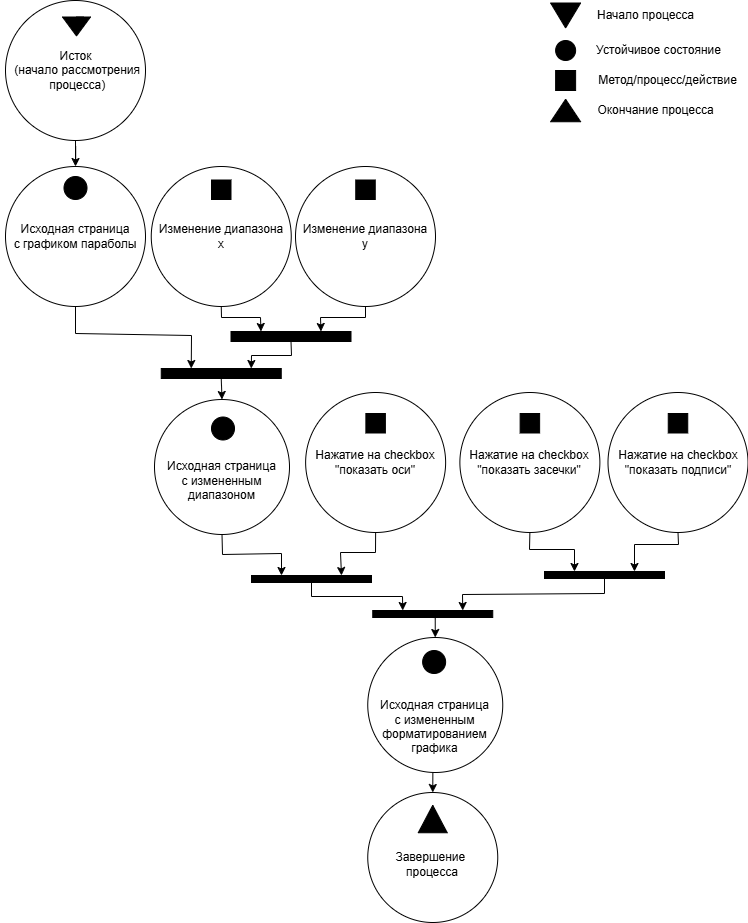 Начало процесса
Устойчивое состояние
Метод/процесс/действие
Окончание процесса
Исток
(начало рассмотрения
процесса)
Исходная страница
с графиком параболы
Изменение диапазона
x
Изменение диапазона
y
Исходная страница
с измененным
диапазоном
Нажатие на checkbox
"показать оси"
Нажатие на checkbox
"показать засечки"
Нажатие на checkbox
"показать подписи"
Исходная страница
с измененным
форматированием
графика
Завершение
процесса